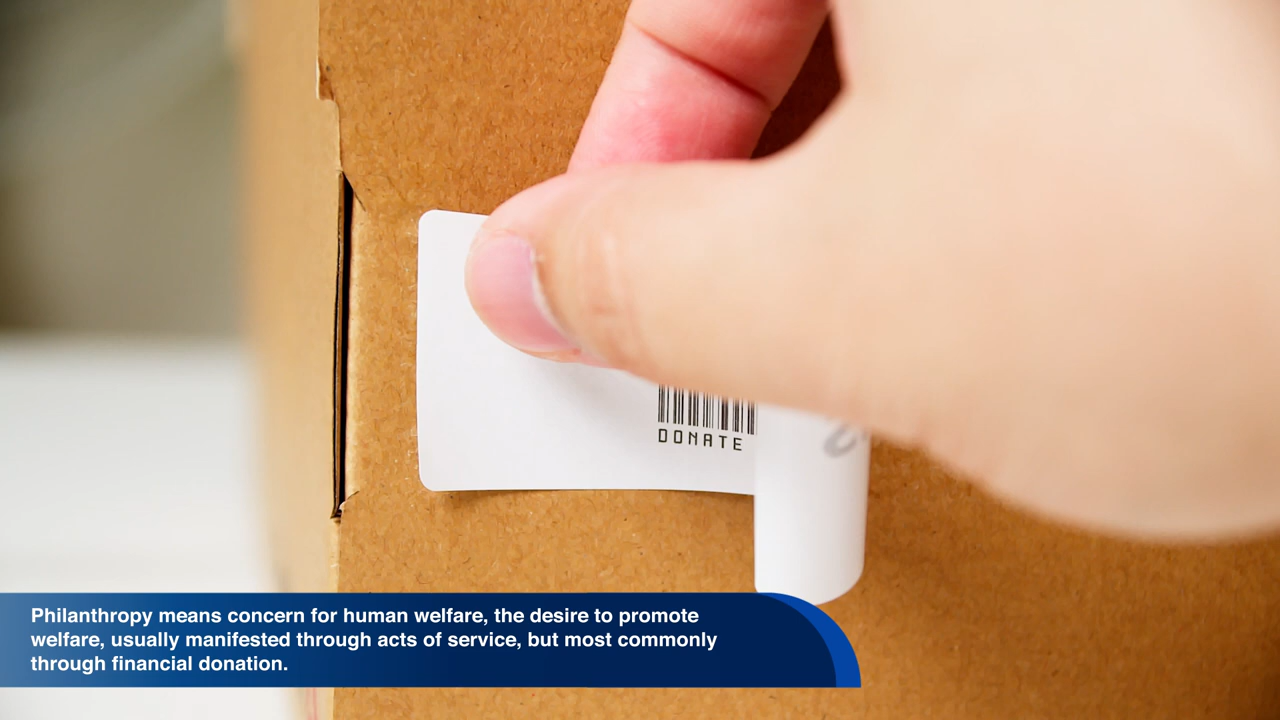 DONATE
Philanthropy means concern for human welfare, the desire to promote
welfare, usually manifested through acts of service, but most commonly
through financial donation.